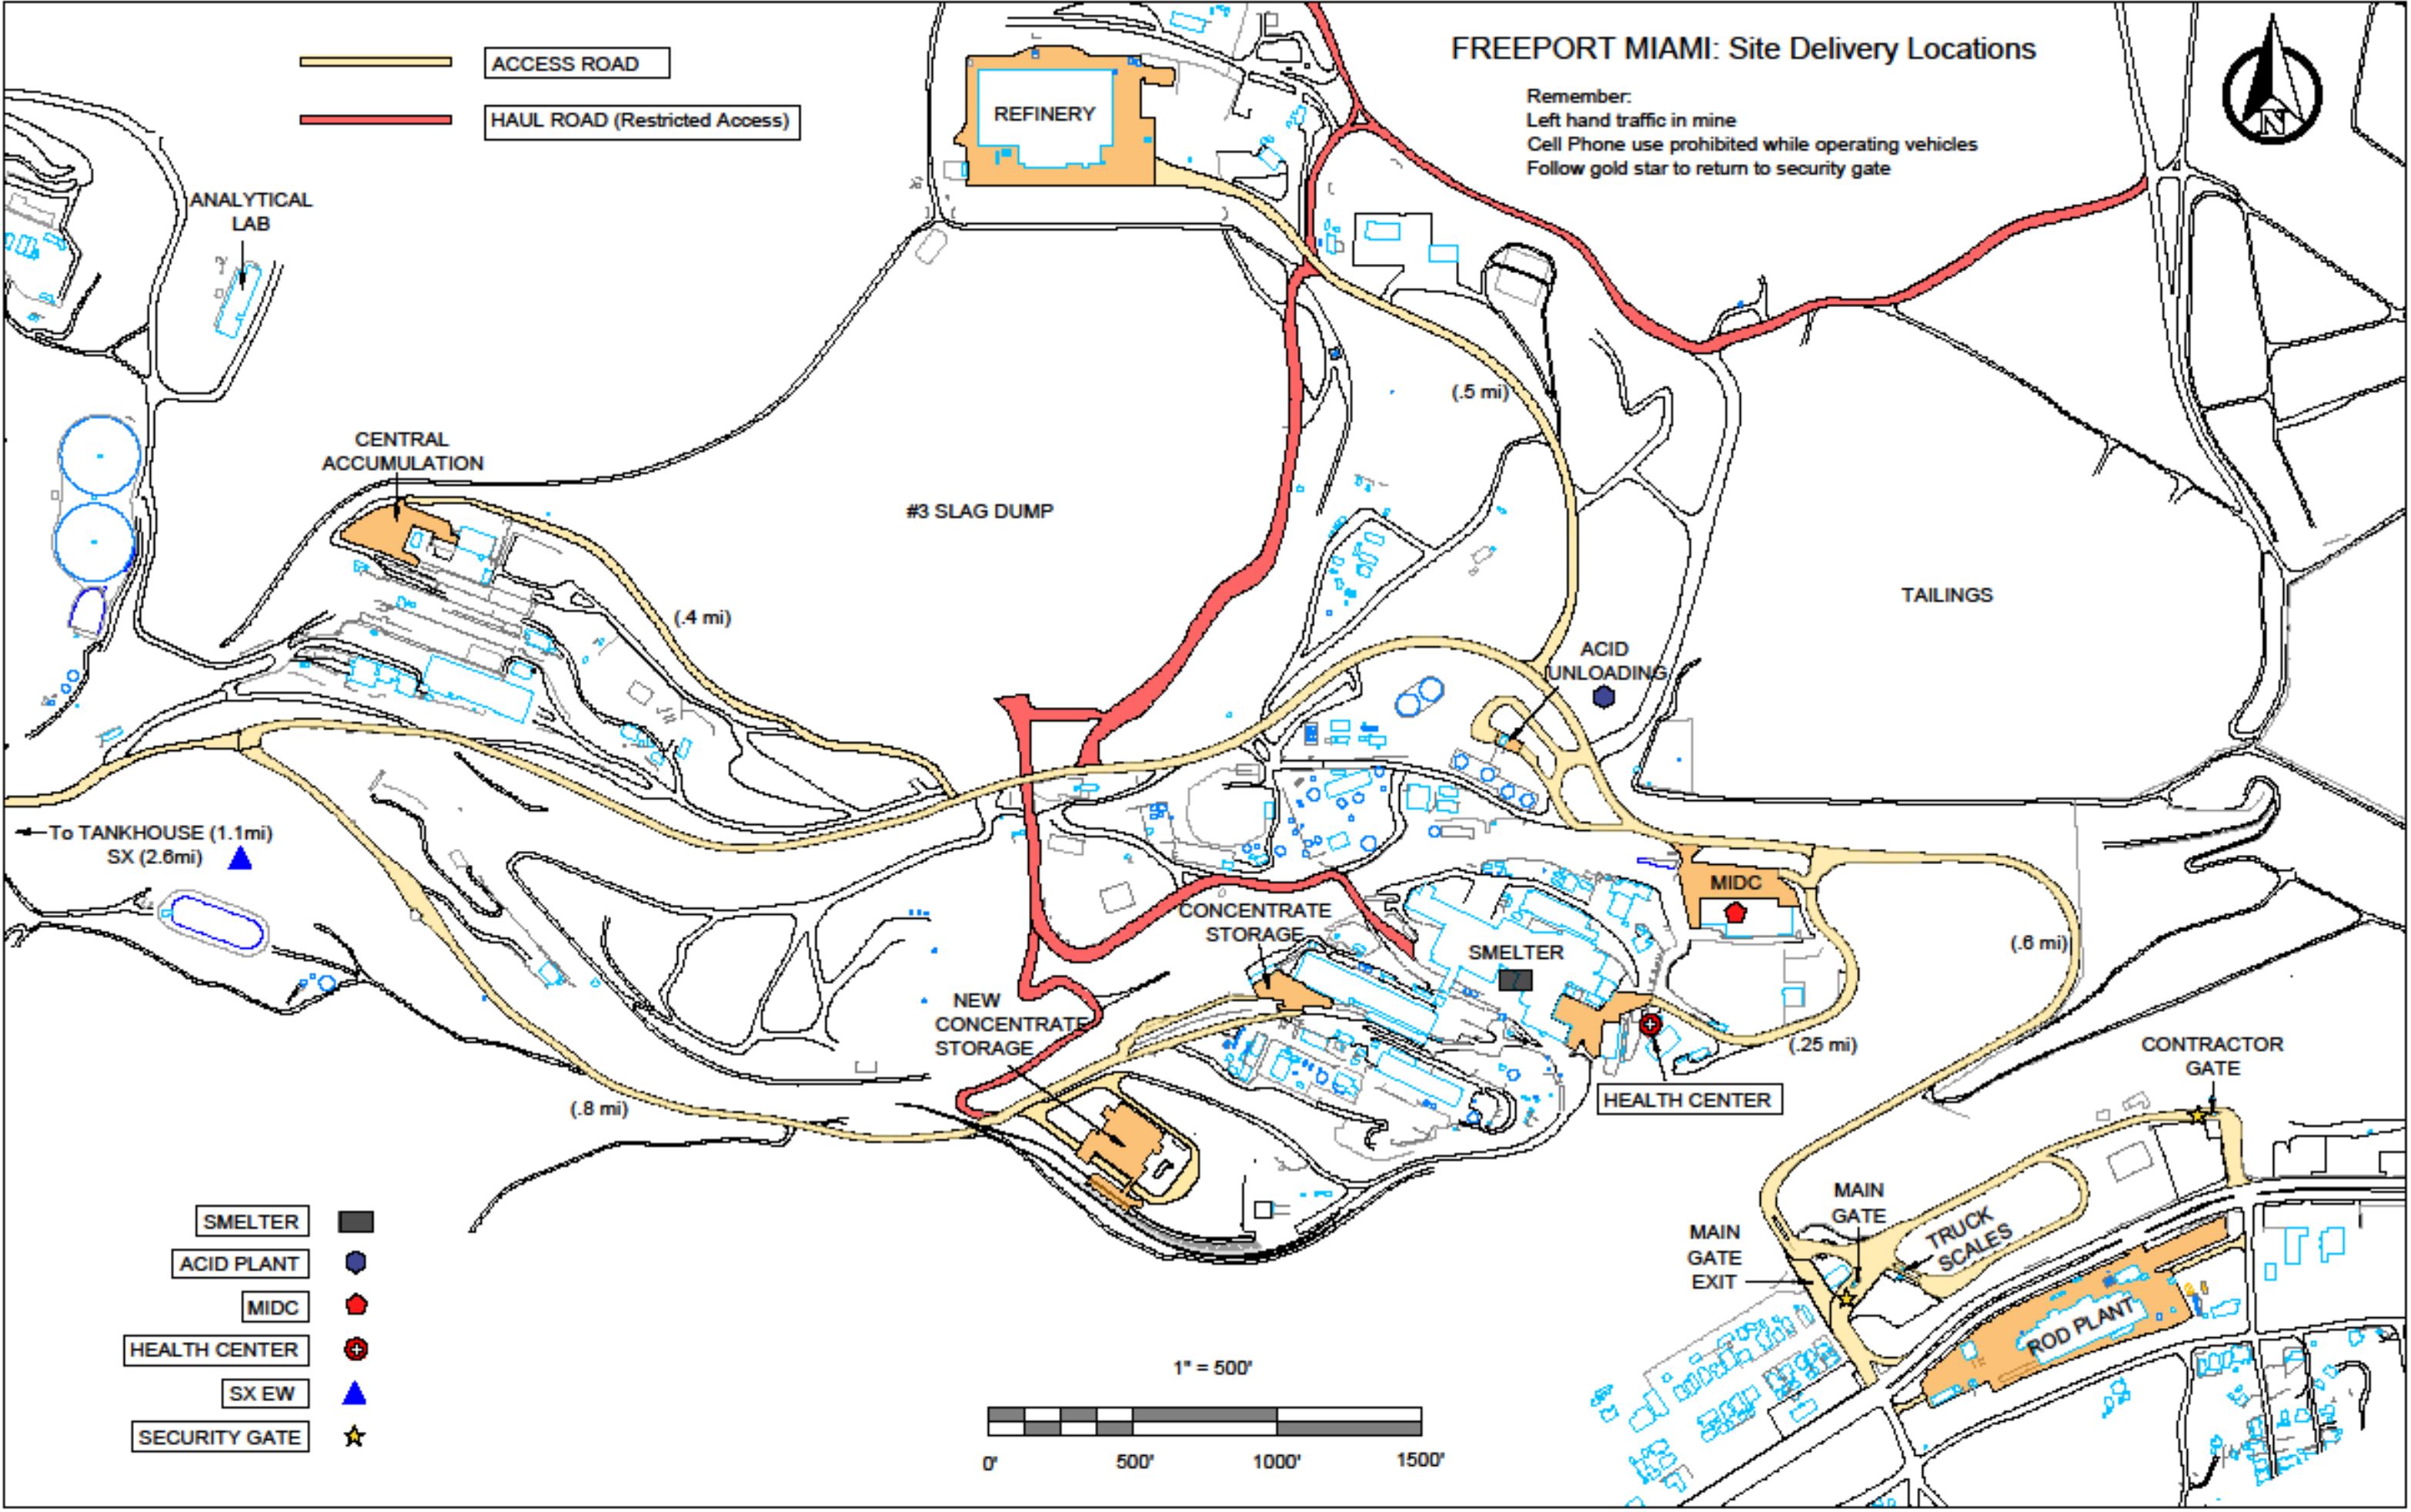 FREEPORT MIAMI: Site Delivery Locations
Remember:
Left hand traffic in mine
Cell Phone use prohibited while operating vehicles
Follow gold star to return to security gate
N
ACCESS ROAD
HAUL ROAD (Restricted Access)
REFINERY
ANALYTICAL
LAB
(.5 mi)
CENTRAL
ACCUMULATION
#3 SLAG DUMP
(.4 mi)
TAILINGS
ACID
UNLOADING
To TANKHOUSE (1.1mi)
SX (2.6mi)
MIDC
CONCENTRATE
STORAGE
SMELTER
(.6 mi)
NEW
CONCENTRATE
STORAGE
(.25 mi)
CONTRACTOR
GATE
HEALTH CENTER
(.8 mi)
MAIN
GATE
TRUCK
SCALES
MAIN
GATE
EXIT
ROD PLANT
SMELTER
ACID PLANT
MIDC
HEALTH CENTER
SX EW
SECURITY GATE
1" = 500'
0' 500' 1000' 1500'